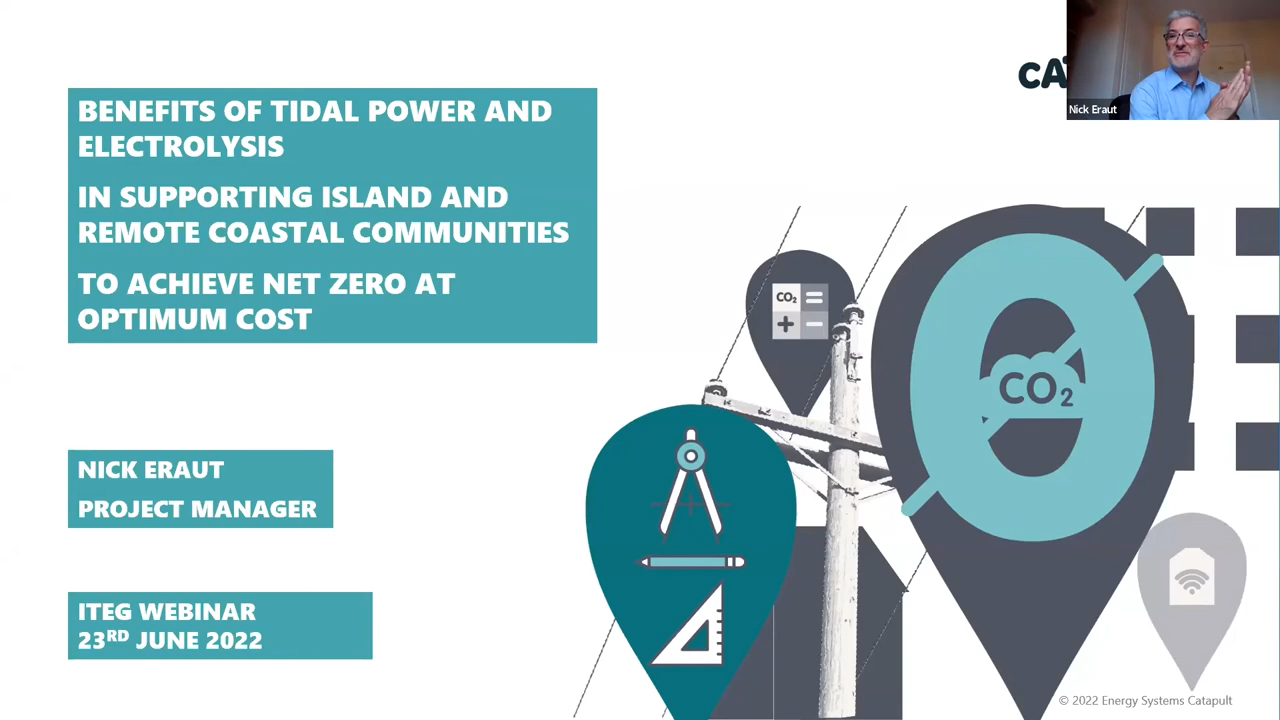 BENEFITS OF TIDAL POWER AND
ELECTROLYSIS
IN SUPPORTING ISLAND AND
REMOTE COASTAL COMMUNITIES
TO ACHIEVE NET ZERO AT
OPTIMUM COST
NICK ERAUT
PROJECT MANAGER
ITEG WEBINAR
23RD JUNE 2022
CA
Nick Eraut
CO₂
CO₂
© 2022 Energy Systems Catapult